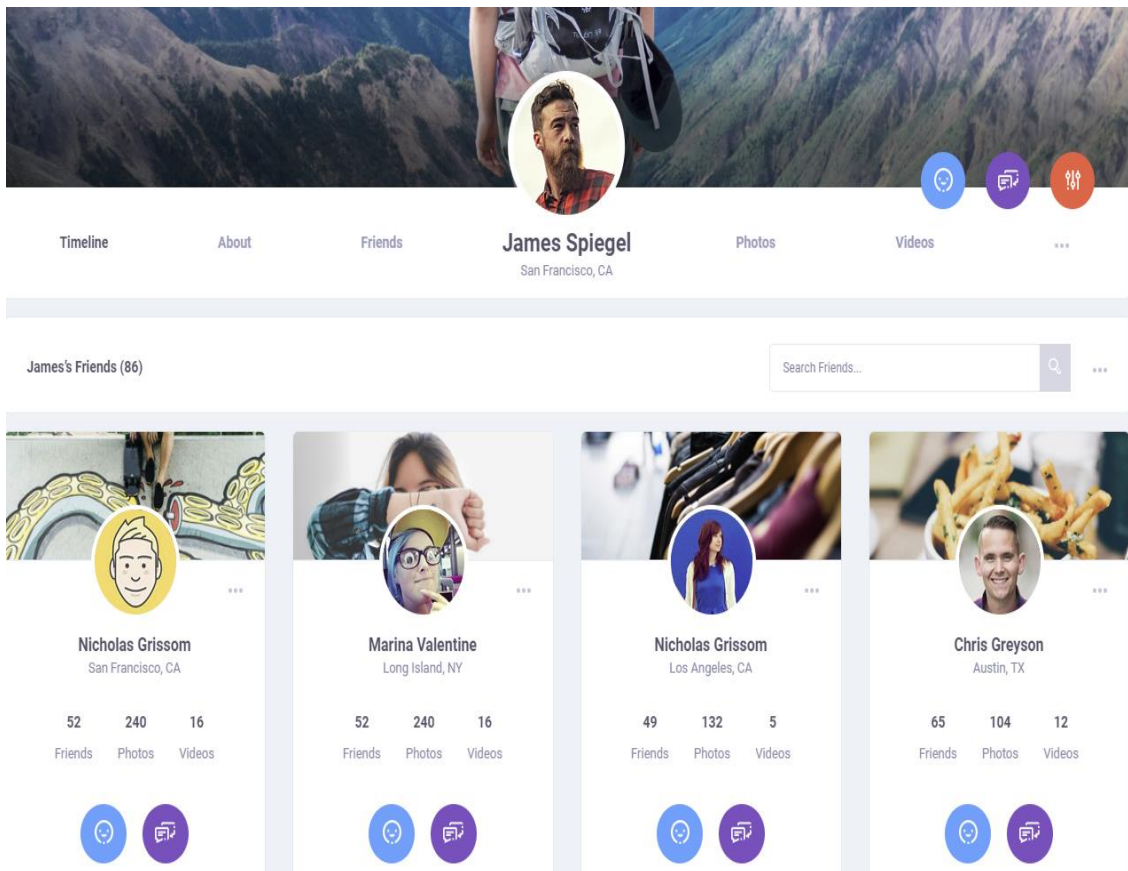 Timeline
About
Friends
James Spiegel
San Francisco, CA
Photos
Videos
James's Friends (86)
Search Friends...
Nicholas Grissom
San Francisco, CA
52 240 16
Friends Photos Videos
Marina Valentine
Long Island, NY
52 240 16
Friends Photos Videos
Nicholas Grissom
Los Angeles, CA
49 132 5
Friends Photos Videos
Chris Greyson
Austin, TX
65 104 12
Friends Photos Videos